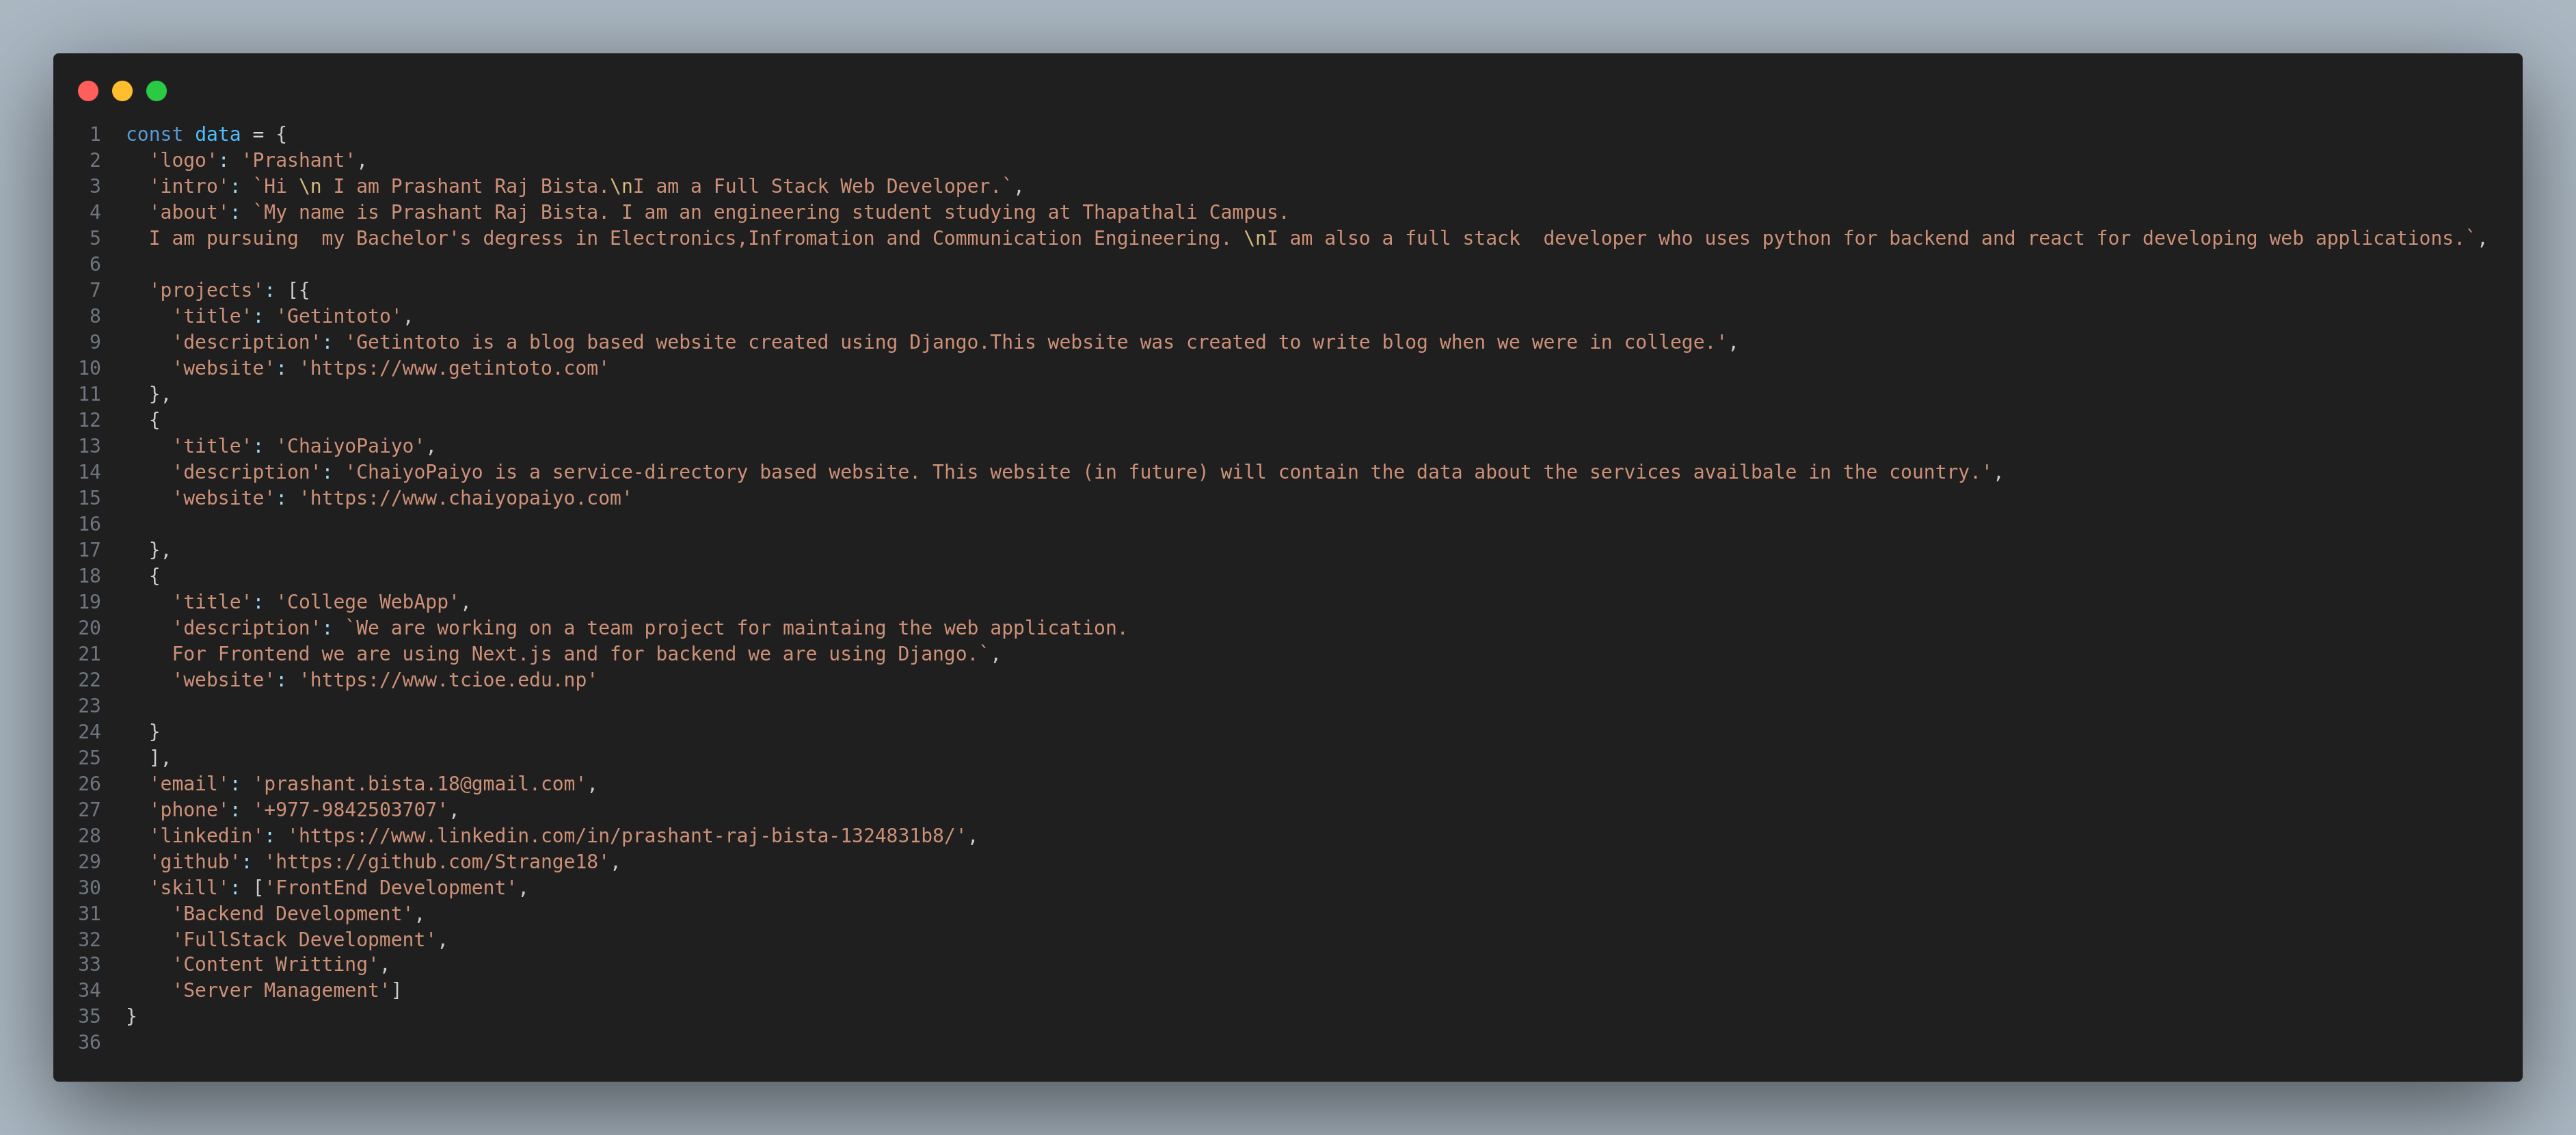 1 const data = {
2   'logo': 'Prashant',
3   'intro': `Hi \n I am Prashant Raj Bista.\nI am a Full Stack Web Developer.`,
4   'about': `My name is Prashant Raj Bista. I am an engineering student studying at Thapathali Campus.
5   I am pursuing  my Bachelor's degress in Electronics,Infromation and Communication Engineering. \nI am also a full stack  developer who uses python for backend and react for developing web applications.`,
6
7   'projects': [{
8     'title': 'Getintoto',
9     'description': 'Getintoto is a blog based website created using Django.This website was created to write blog when we were in college.',
10     'website': 'https://www.getintoto.com'
11   },
12   {
13     'title': 'ChaiyoPaiyo',
14     'description': 'ChaiyoPaiyo is a service-directory based website. This website (in future) will contain the data about the services availbale in the country.',
15     'website': 'https://www.chaiyopaiyo.com'
16
17   },
18   {
19     'title': 'College WebApp',
20     'description': `We are working on a team project for maintaing the web application.
21     For Frontend we are using Next.js and for backend we are using Django.`,
22     'website': 'https://www.tcioe.edu.np'
23
24   }
25   ],
26   'email': 'prashant.bista.18@gmail.com',
27   'phone': '+977-9842503707',
28   'linkedin': 'https://www.linkedin.com/in/prashant-raj-bista-1324831b8/',
29   'github': 'https://github.com/Strange18',
30   'skill': ['FrontEnd Development',
31     'Backend Development',
32     'FullStack Development',
33     'Content Writting',
34     'Server Management']
35 }
36